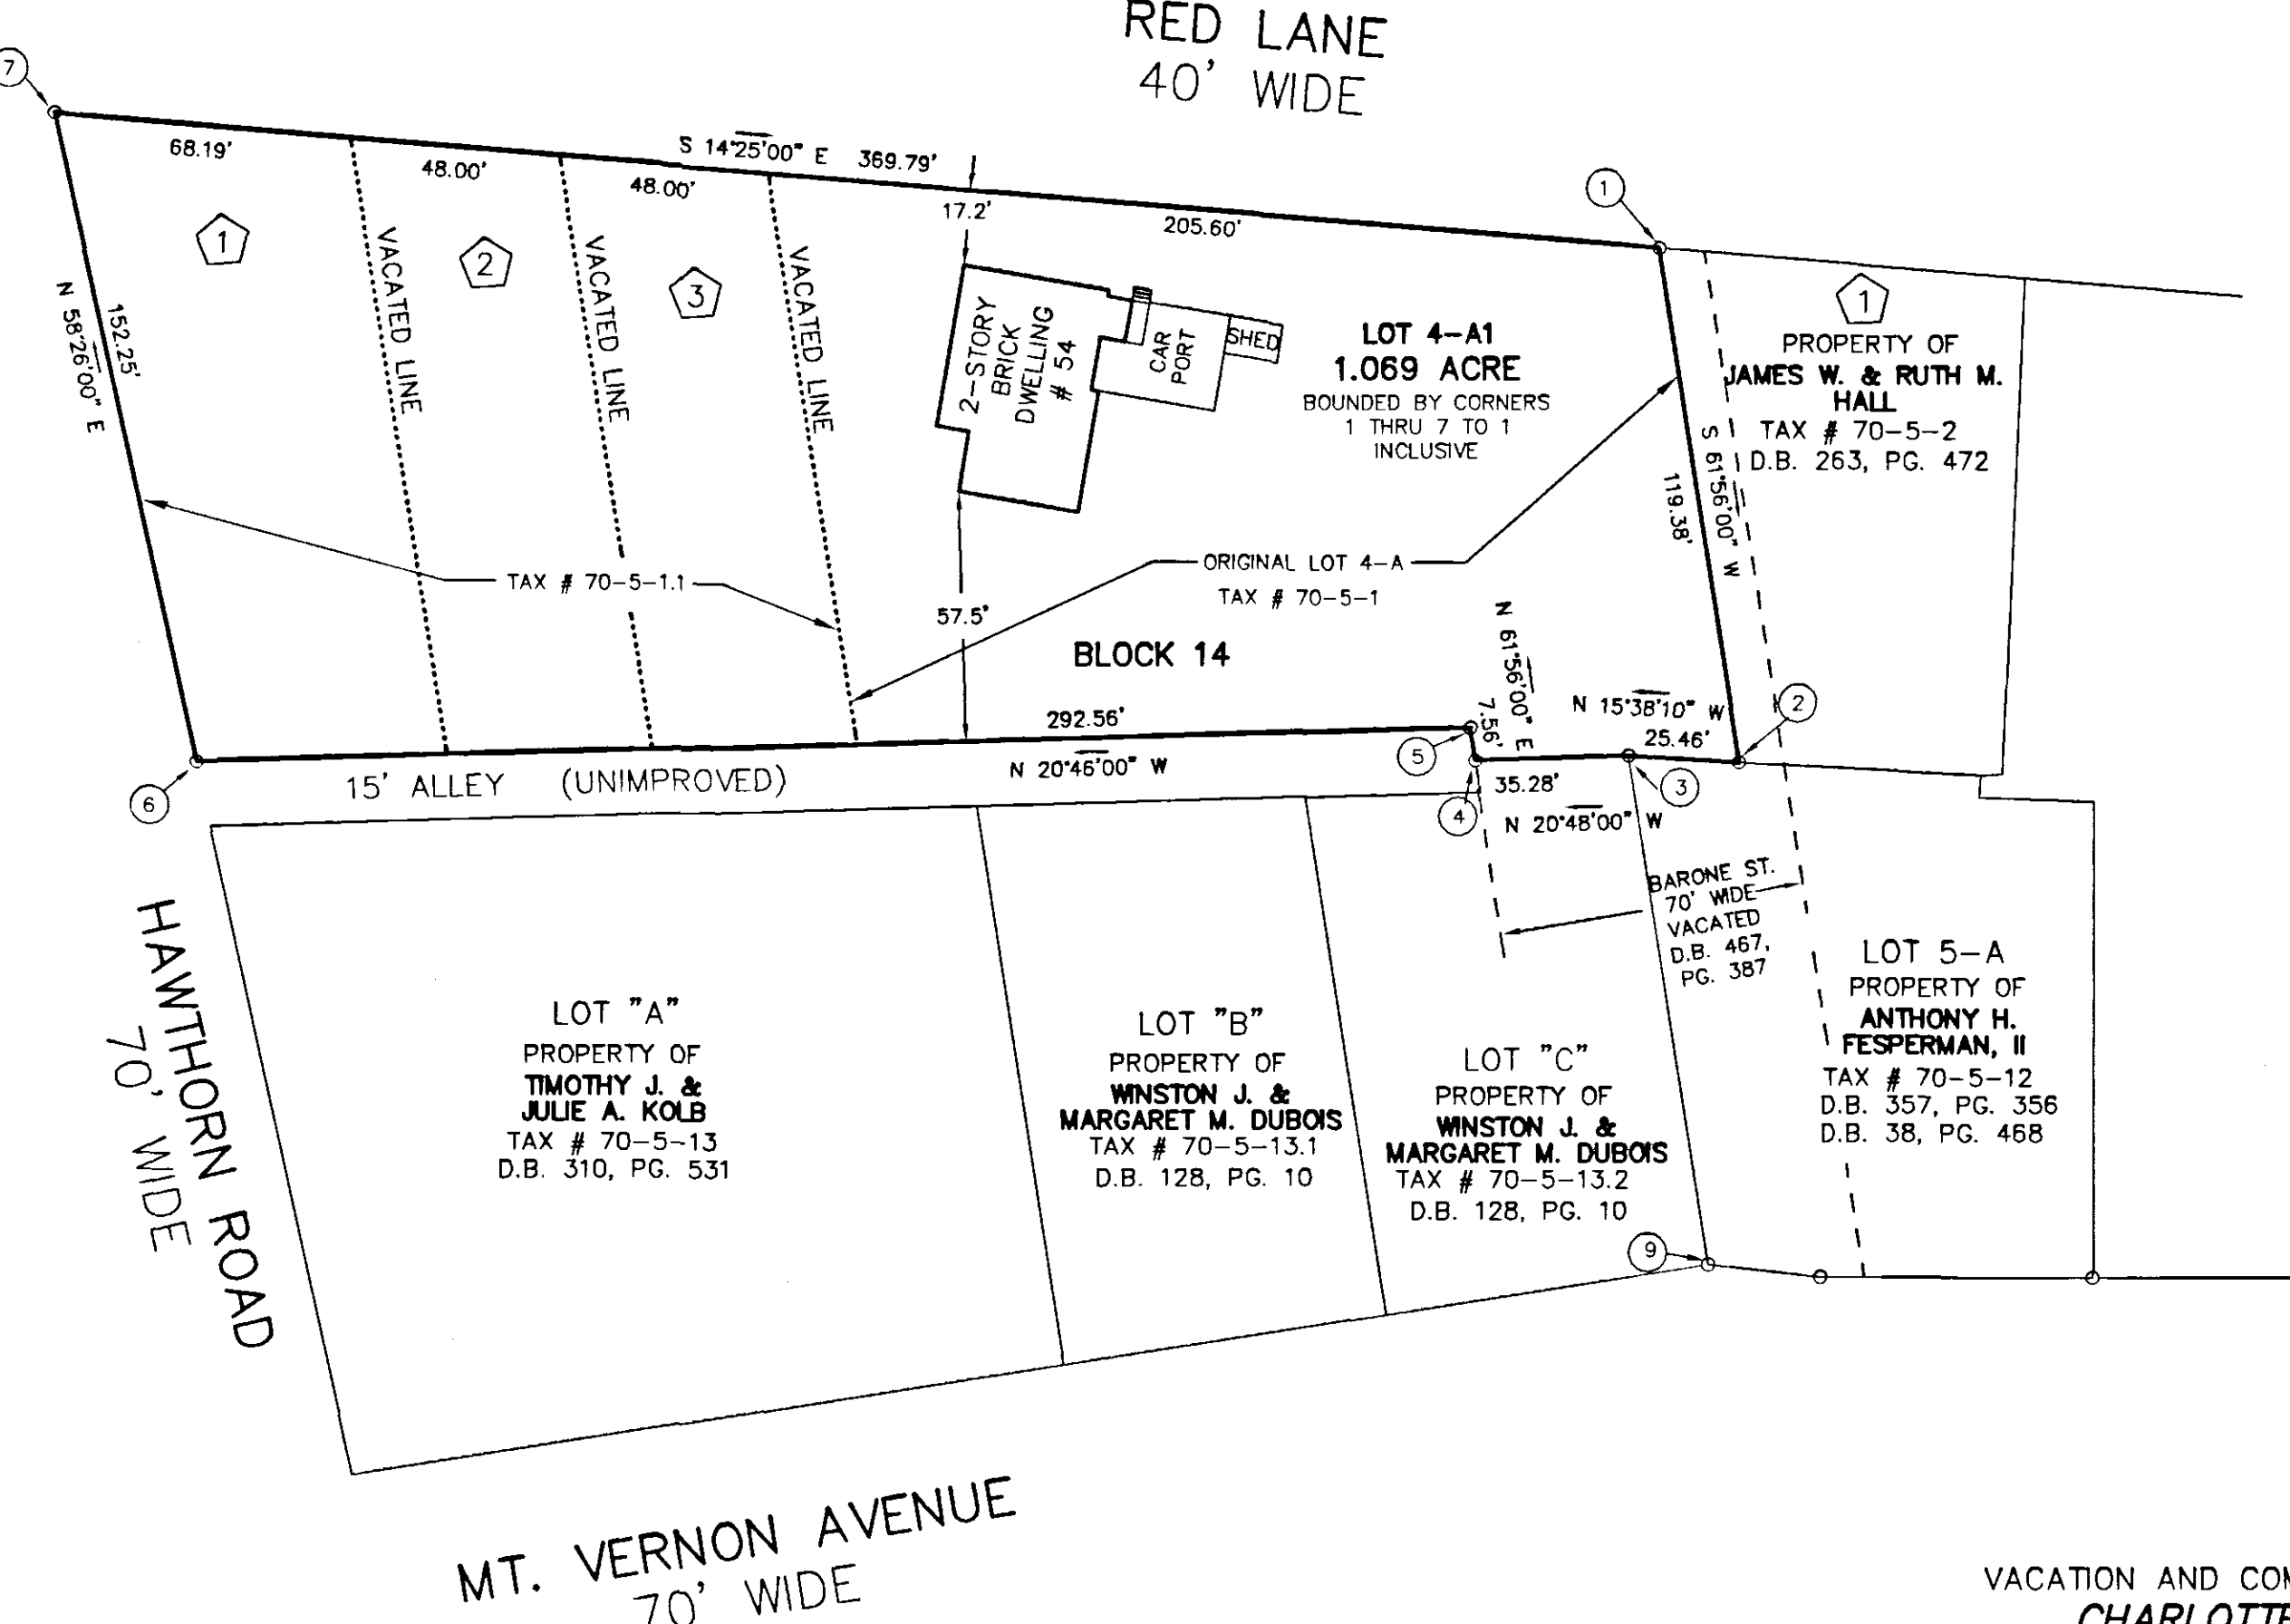 RED LANE
40' WIDE
7
68.19'
48.00'
48.00'
S 14°25'00" E 369.79'
17.2'
205.60'
1
N 58°26'00" E
152.25'
1
VACATED LINE
2
VACATED LINE
3
VACATED LINE
2-STORY
BRICK
DWELLING
# 54
CAR
PORT
SHED
LOT 4-A1
1.069 ACRE
BOUNDED BY CORNERS
1 THRU 7 TO 1
INCLUSIVE
1
PROPERTY OF
JAMES W. & RUTH M.
HALL
TAX # 70-5-2
D.B. 263, PG. 472
S 61°56'00" W
119.38'
TAX # 70-5-1.1
ORIGINAL LOT 4-A
TAX # 70-5-1
57.5'
BLOCK 14
N 61°56'00" E
7.56'
N 15°38'10" W
25.46'
2
292.56'
N 20°46'00" W
5
35.28'
3
4
N 20°48'00" W
6
15' ALLEY (UNIMPROVED)
BARONE ST.
70' WIDE
VACATED
D.B. 467,
PG. 387
HAWTHORN ROAD
70' WIDE
LOT "A"
PROPERTY OF
TIMOTHY J. &
JULIE A. KOLB
TAX # 70-5-13
D.B. 310, PG. 531
LOT "B"
PROPERTY OF
WINSTON J. &
MARGARET M. DUBOIS
TAX # 70-5-13.1
D.B. 128, PG. 10
LOT "C"
PROPERTY OF
WINSTON J. &
MARGARET M. DUBOIS
TAX # 70-5-13.2
D.B. 128, PG. 10
LOT 5-A
PROPERTY OF
ANTHONY H.
FESPERMAN, II
TAX # 70-5-12
D.B. 357, PG. 356
D.B. 38, PG. 468
9
MT. VERNON AVENUE
70' WIDE
VACATION AND COM
CHARLOTTE